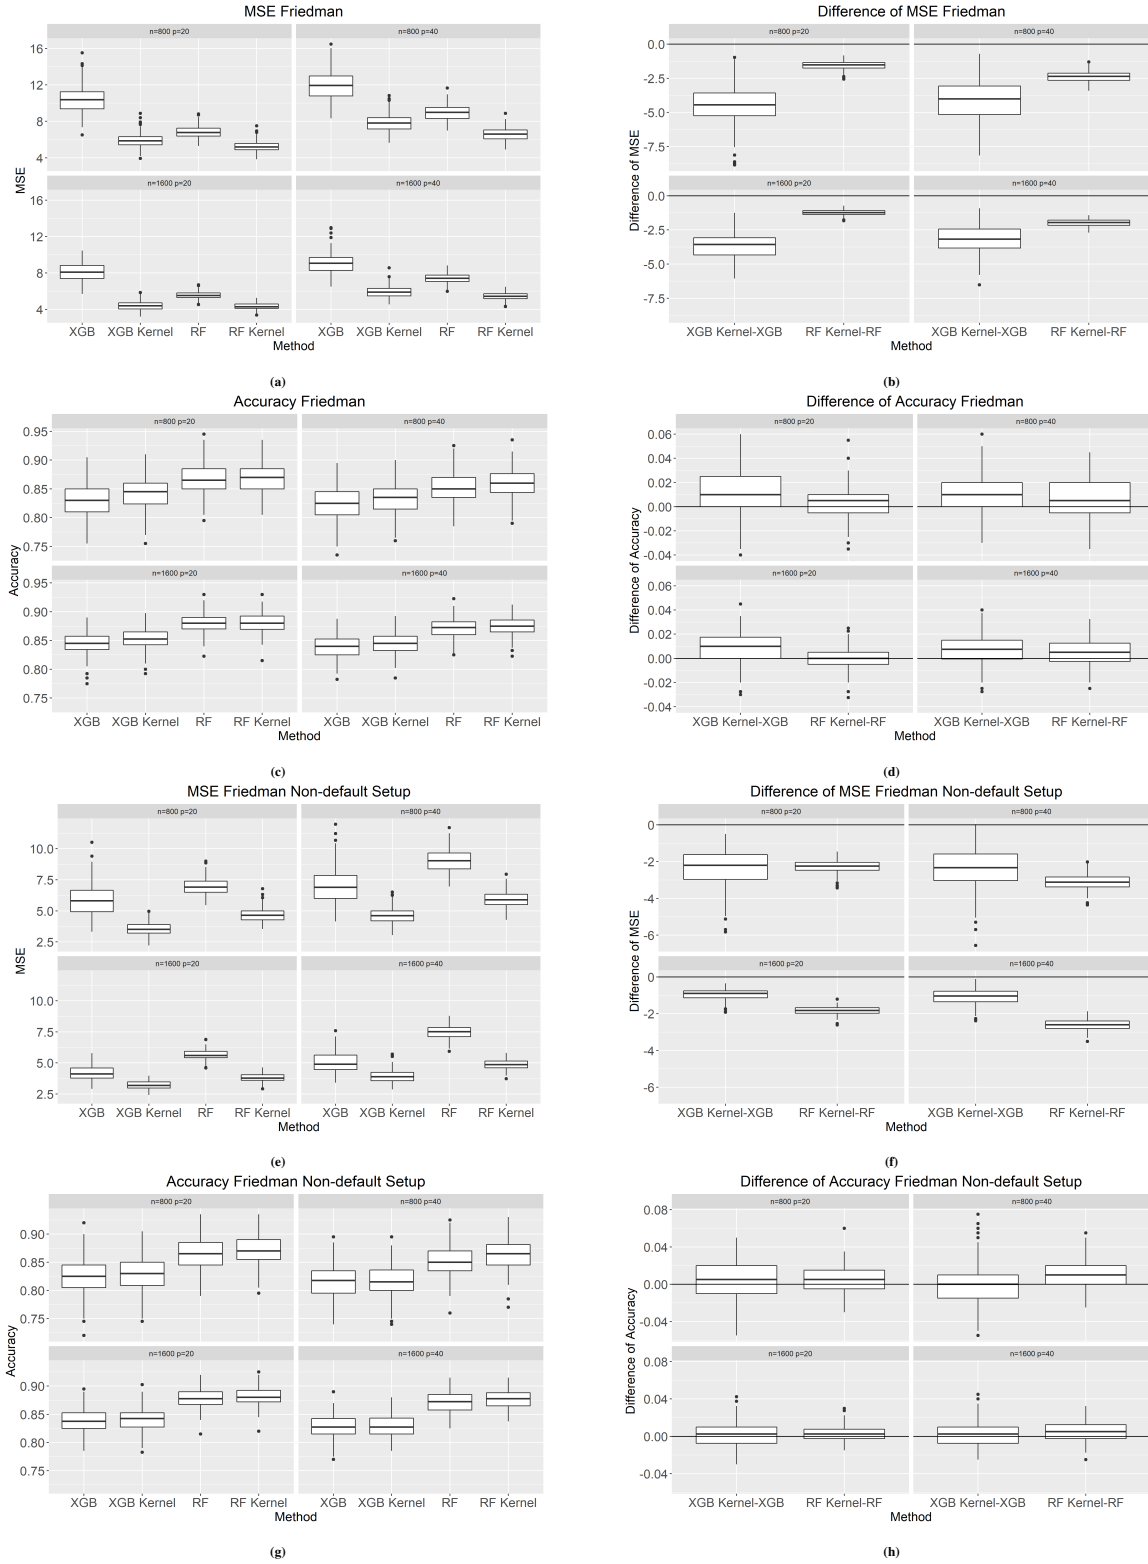 MSE Friedman
n=800 p=20
n=800 p=40
16
12
8
4
n=1600 p=20
n=1600 p=40
16
12
8
4
MSE
XGB
XGB Kernel
RF
RF Kernel
XGB
XGB Kernel
RF
RF Kernel
Method
(a)
Difference of MSE Friedman
n=800 p=20
n=800 p=40
0.0
-2.5
-5.0
-7.5
n=1600 p=20
n=1600 p=40
0.0
-2.5
-5.0
-7.5
Difference of MSE
XGB Kernel-XGB
RF Kernel-RF
XGB Kernel-XGB
RF Kernel-RF
Method
(b)
Accuracy Friedman
n=800 p=20
n=800 p=40
0.95
0.90
0.85
0.80
0.75
n=1600 p=20
n=1600 p=40
0.95
0.90
0.85
0.80
0.75
Accuracy
XGB
XGB Kernel
RF
RF Kernel
XGB
XGB Kernel
RF
RF Kernel
Method
(c)
Difference of Accuracy Friedman
n=800 p=20
n=800 p=40
0.06
0.04
0.02
0.00
-0.02
-0.04
n=1600 p=20
n=1600 p=40
0.06
0.04
0.02
0.00
-0.02
-0.04
Difference of Accuracy
XGB Kernel-XGB
RF Kernel-RF
XGB Kernel-XGB
RF Kernel-RF
Method
(d)
MSE Friedman Non-default Setup
n=800 p=20
n=800 p=40
10.0
7.5
5.0
2.5
n=1600 p=20
n=1600 p=40
10.0
7.5
5.0
2.5
MSE
XGB
XGB Kernel
RF
RF Kernel
XGB
XGB Kernel
RF
RF Kernel
Method
(e)
Difference of MSE Friedman Non-default Setup
n=800 p=20
n=800 p=40
0
-2
-4
-6
n=1600 p=20
n=1600 p=40
0
-2
-4
-6
Difference of MSE
XGB Kernel-XGB
RF Kernel-RF
XGB Kernel-XGB
RF Kernel-RF
Method
(f)
Accuracy Friedman Non-default Setup
n=800 p=20
n=800 p=40
0.90
0.85
0.80
0.75
n=1600 p=20
n=1600 p=40
0.90
0.85
0.80
0.75
Accuracy
XGB
XGB Kernel
RF
RF Kernel
XGB
XGB Kernel
RF
RF Kernel
Method
(g)
Difference of Accuracy Friedman Non-default Setup
n=800 p=20
n=800 p=40
0.08
0.04
0.00
-0.04
n=1600 p=20
n=1600 p=40
0.08
0.04
0.00
-0.04
Difference of Accuracy
XGB Kernel-XGB
RF Kernel-RF
XGB Kernel-XGB
RF Kernel-RF
Method
(h)